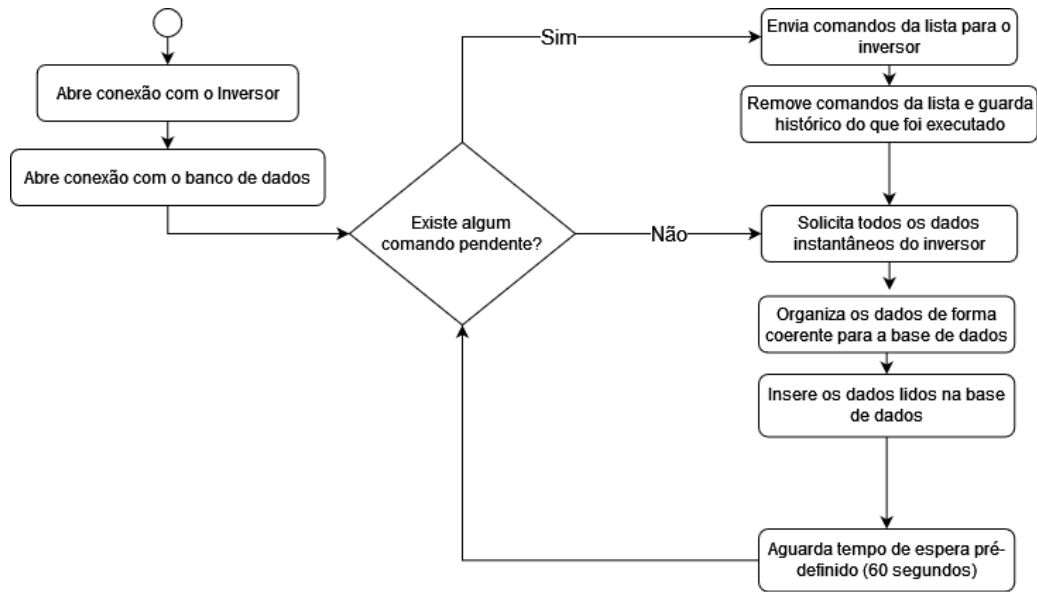 Abre conexão com o Inversor
Abre conexão com o banco de dados
Existe algum
comando pendente?
Sim
Envia comandos da lista para o
inversor
Remove comandos da lista e guarda
histórico do que foi executado
Não
Solicita todos os dados
instantâneos do inversor
Organiza os dados de forma
coerente para a base de dados
Insere os dados lidos na base
de dados
Aguarda tempo de espera pré-
definido (60 segundos)